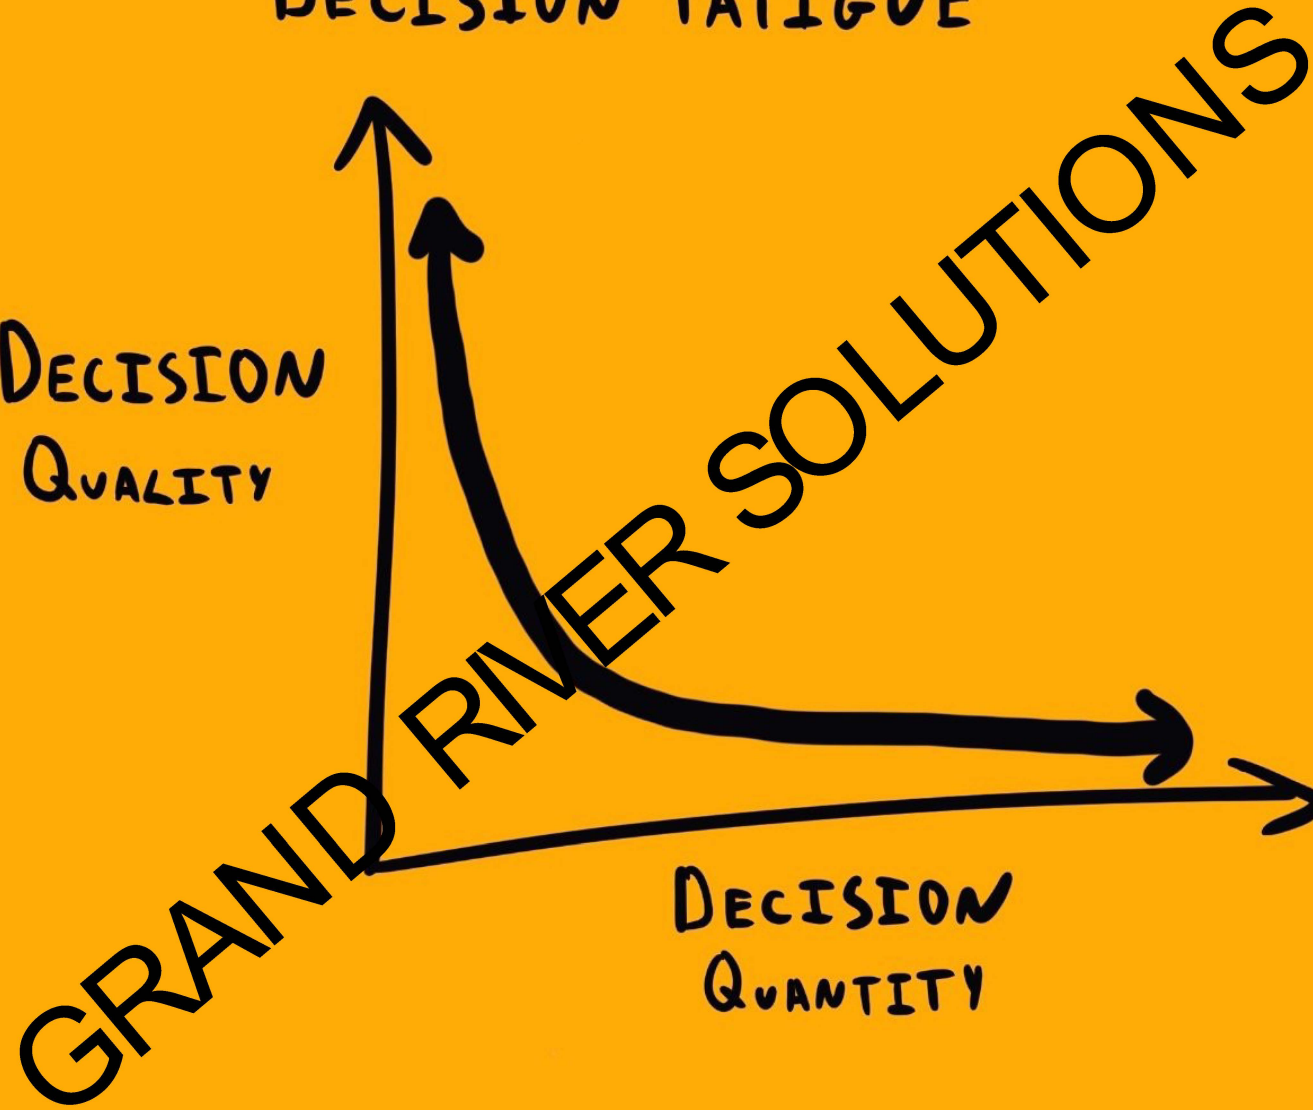 DECISION FATIGUE
DECISION
QUALITY
GRAND RIVER SOLUTIONS
DECISION
QUANTITY